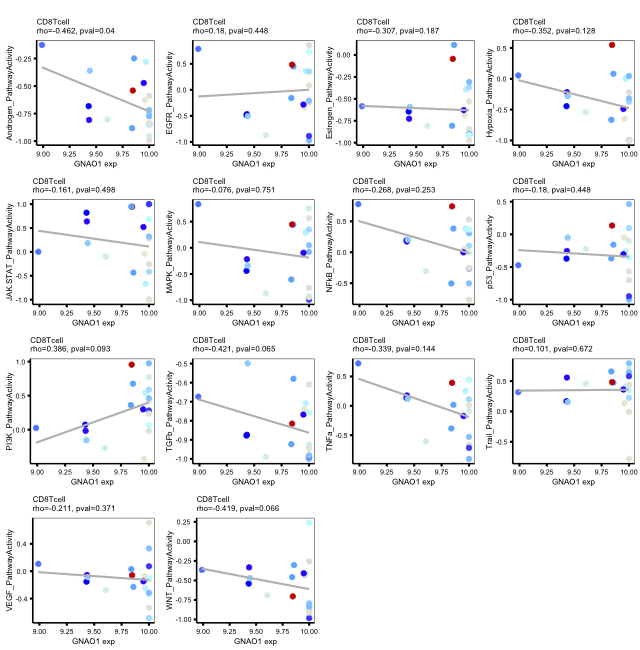 CD8Tcell
rho=-0.462, pval=0.04
Androgen_PathwayActivity
-0.25
-0.50
-0.75
-1.00
9.00 9.25 9.50 9.75 10.00
GNAO1 exp
CD8Tcell
rho=0.18, pval=0.448
EGFR_PathwayActivity
0.5
0.0
-0.5
-1.0
9.00 9.25 9.50 9.75 10.00
GNAO1 exp
CD8Tcell
rho=-0.307, pval=0.187
Estrogen_PathwayActivity
0.00
-0.25
-0.50
-0.75
-1.00
9.00 9.25 9.50 9.75 10.00
GNAO1 exp
CD8Tcell
rho=-0.352, pval=0.128
Hypoxia_PathwayActivity
0.5
0.0
-0.5
-1.0
9.00 9.25 9.50 9.75 10.00
GNAO1 exp
CD8Tcell
rho=-0.161, pval=0.498
JAK-STAT_PathwayActivity
1.0
0.5
0.0
-0.5
-1.0
9.00 9.25 9.50 9.75 10.00
GNAO1 exp
CD8Tcell
rho=-0.076, pval=0.751
MAPK_PathwayActivity
0.5
0.0
-0.5
-1.0
9.00 9.25 9.50 9.75 10.00
GNAO1 exp
CD8Tcell
rho=-0.268, pval=0.253
NFkB_PathwayActivity
0.5
0.0
-0.5
9.00 9.25 9.50 9.75 10.00
GNAO1 exp
CD8Tcell
rho=-0.18, pval=0.448
p53_PathwayActivity
0.5
0.0
-0.5
-1.0
9.00 9.25 9.50 9.75 10.00
GNAO1 exp
CD8Tcell
rho=0.386, pval=0.093
PI3K_PathwayActivity
1.0
0.5
0.0
9.00 9.25 9.50 9.75 10.00
GNAO1 exp
CD8Tcell
rho=-0.421, pval=0.065
TGFb_PathwayActivity
-0.5
-0.6
-0.7
-0.8
-0.9
-1.0
9.00 9.25 9.50 9.75 10.00
GNAO1 exp
CD8Tcell
rho=-0.339, pval=0.144
TNFa_PathwayActivity
0.5
0.0
-0.5
9.00 9.25 9.50 9.75 10.00
GNAO1 exp
CD8Tcell
rho=0.101, pval=0.672
Trail_PathwayActivity
0.5
0.0
-0.5
9.00 9.25 9.50 9.75 10.00
GNAO1 exp
CD8Tcell
rho=-0.211, pval=0.371
VEGF_PathwayActivity
0.4
0.0
-0.4
9.00 9.25 9.50 9.75 10.00
GNAO1 exp
CD8Tcell
rho=-0.419, pval=0.066
WNT_PathwayActivity
0.25
0.00
-0.25
-0.50
-0.75
-1.00
9.00 9.25 9.50 9.75 10.00
GNAO1 exp